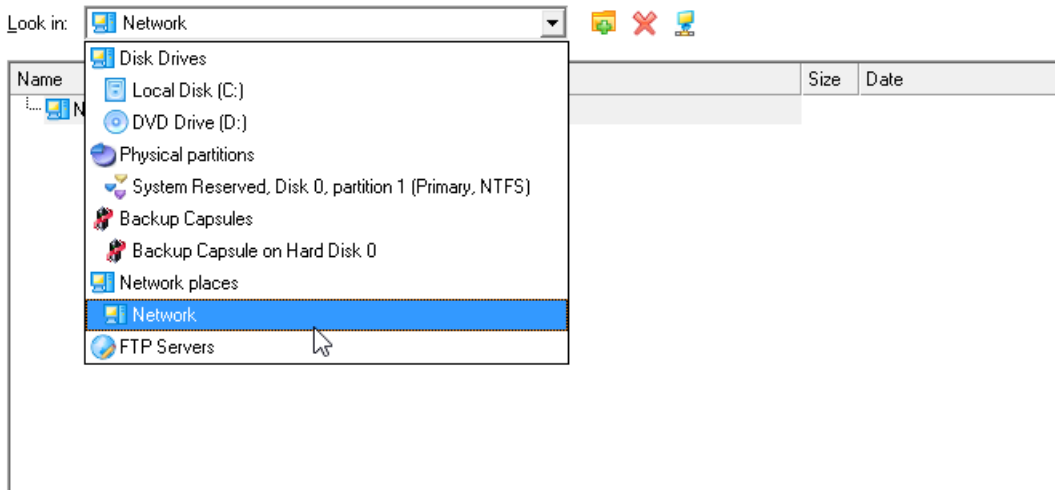 Look in: Network
Name Size Date
N
Disk Drives
Local Disk (C:)
DVD Drive (D:)
Physical partitions
System Reserved, Disk 0, partition 1 (Primary, NTFS)
Backup Capsules
Backup Capsule on Hard Disk 0
Network places
Network
FTP Servers